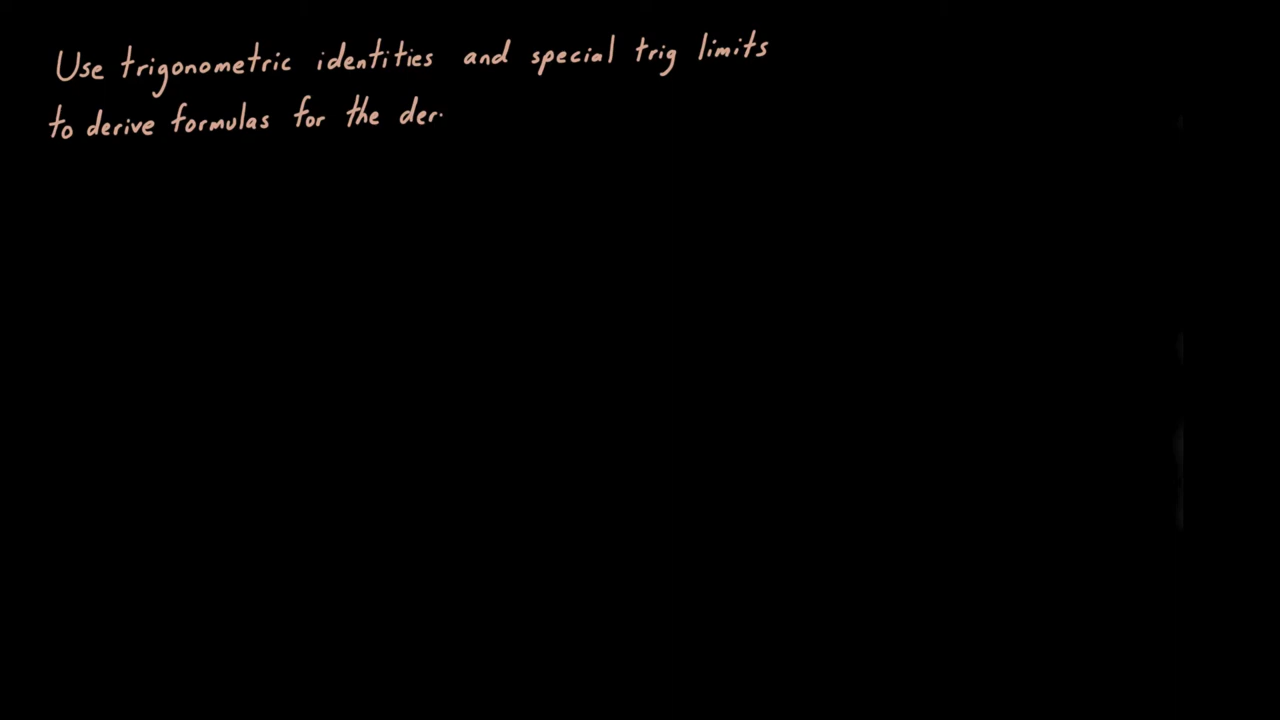 Use trigonometric identities and special trig limits
to derive formulas for the der